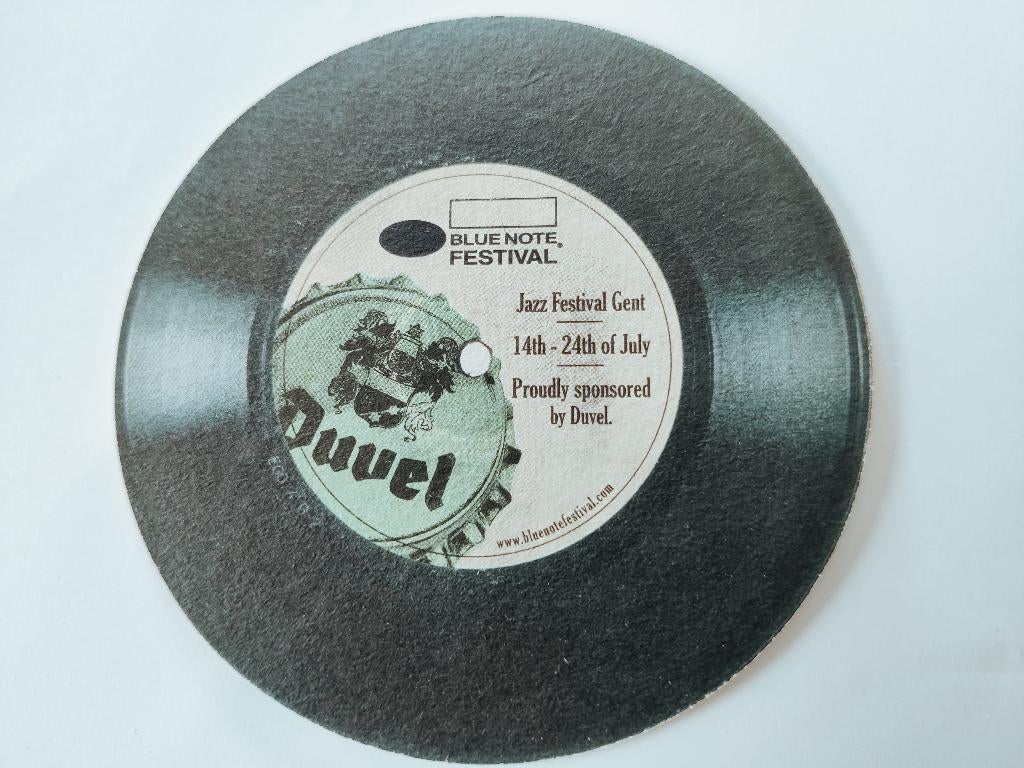 BLUE NOTE®
FESTIVAL
Jazz Festival Gent
14th - 24th of July
Proudly sponsored
by Duvel.
Duvel
www.bluenotefestival.com